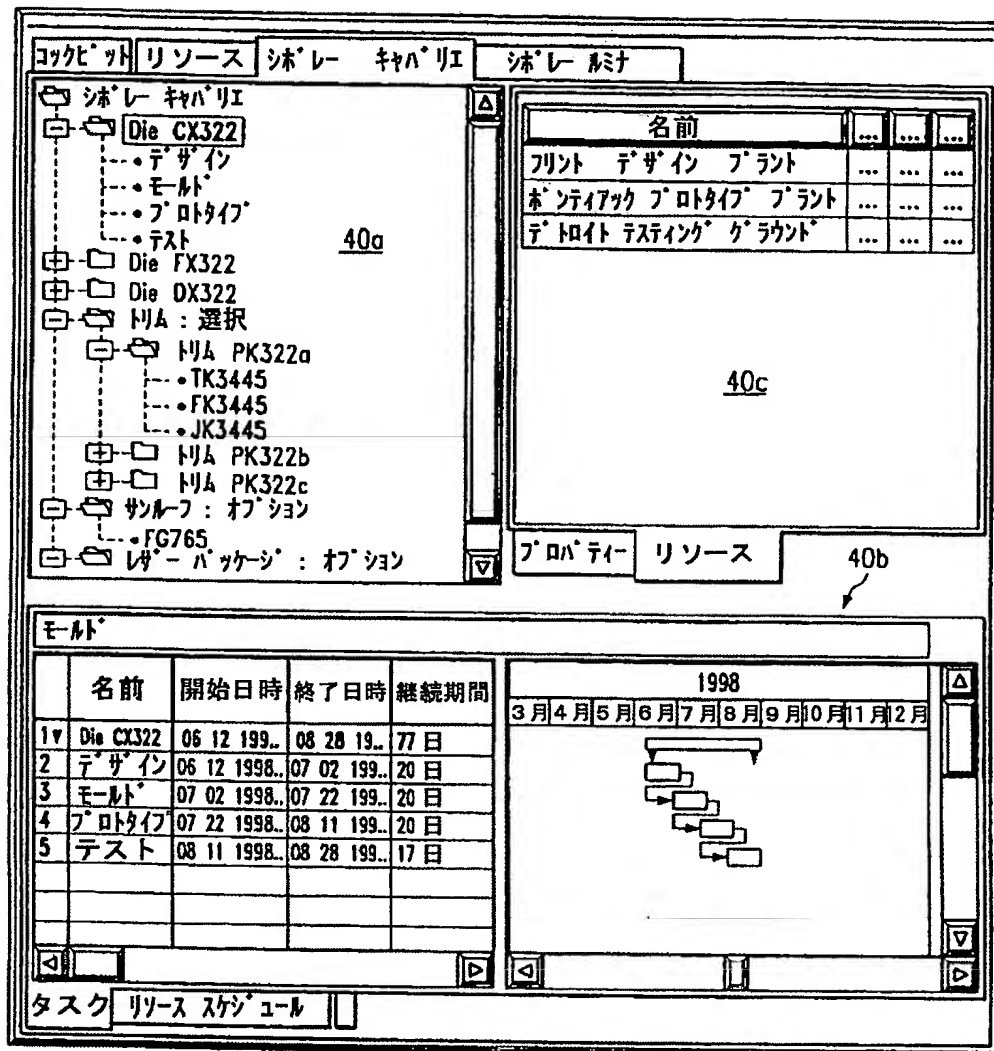 コックピット リソース シボレー キャバリエ シボレー ルミナ
シボレー キャバリエ
Die CX322
デザイン
モールド
プロトタイプ
テスト
40a
Die FX322
Die DX322
トリム : 選択
トリム PK322a
TK3445
FK3445
JK3445
トリム PK322b
トリム PK322c
サンルーフ : オプション
FG765
レザー パッケージ : オプション
名前 ... ... ...
フリント デザイン プラント ... ... ...
ポンティアック プロトタイプ プラント ... ... ...
デトロイト テスティング グラウンド ... ... ...
40c
プロパティー リソース
40b
モールド
名前 開始日時 終了日時 継続期間
1 Die CX322 06 12 199.. 08 28 19.. 77 日
2 デザイン 06 12 1998.. 07 02 199.. 20 日
3 モールド 07 02 1998.. 07 22 199.. 20 日
4 プロトタイプ 07 22 1998.. 08 11 199.. 20 日
5 テスト 08 11 1998.. 08 28 199.. 17 日
1998
3月 4月 5月 6月 7月 8月 9月 10月 11月 12月
タスク リソース スケジュール